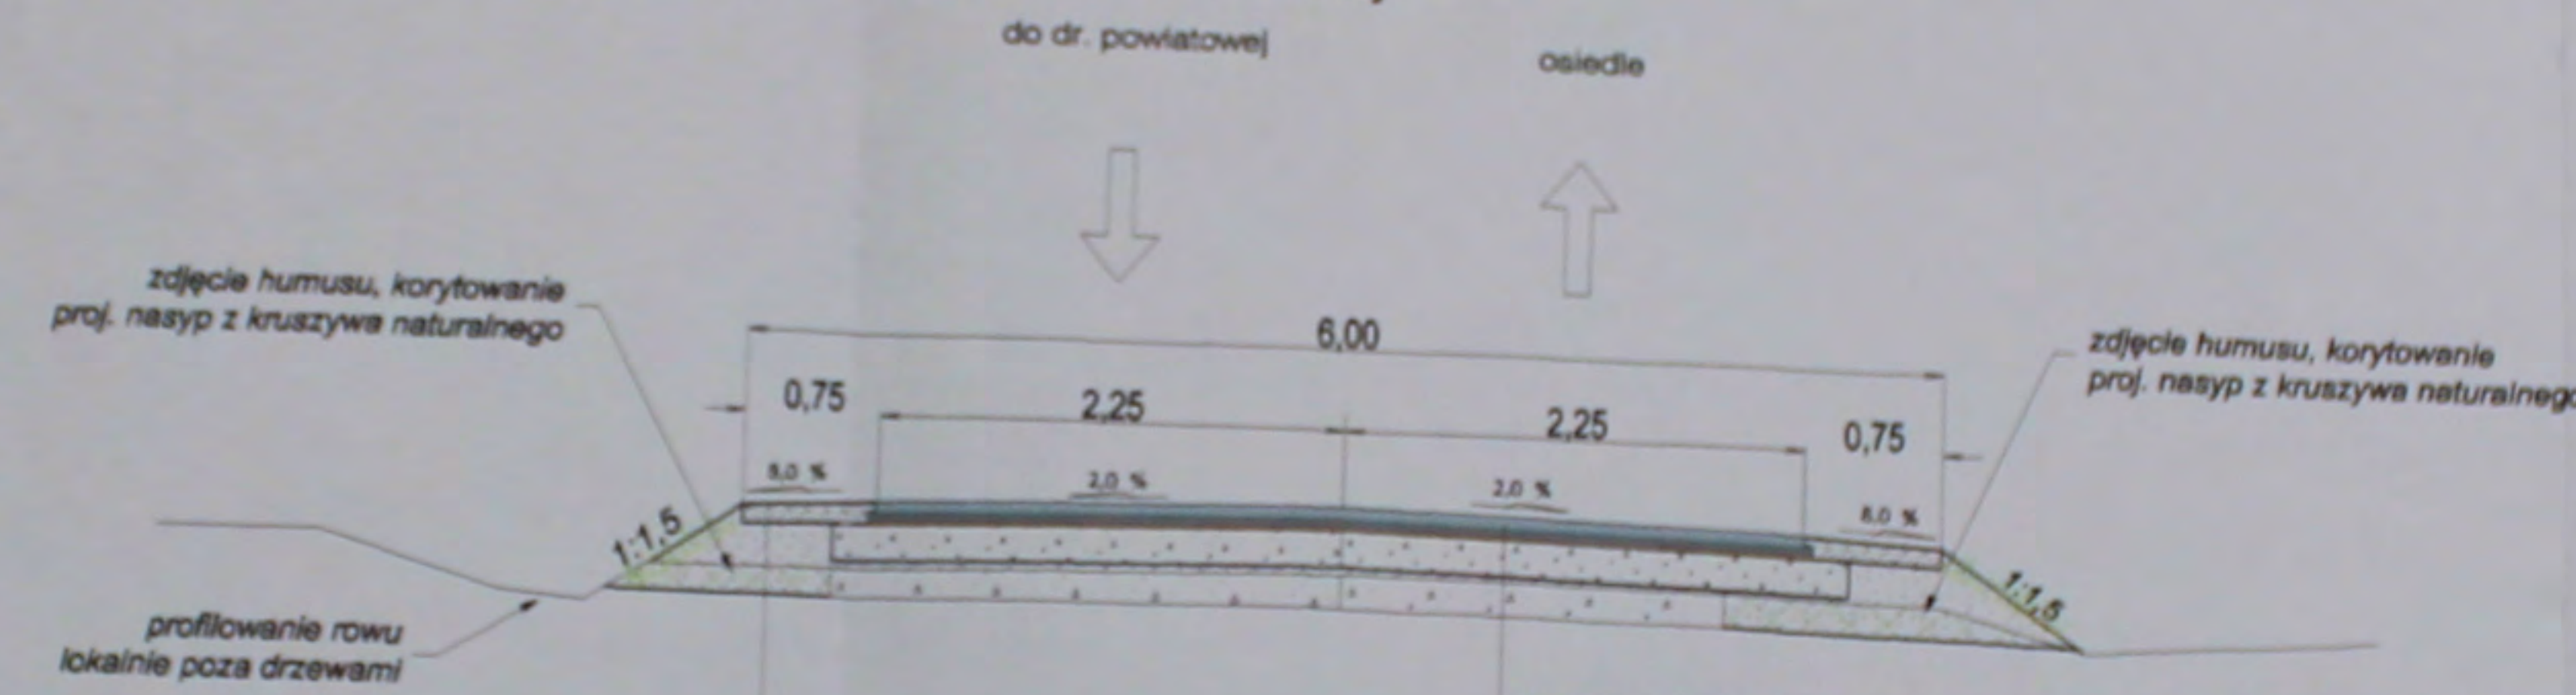 do dr. powiatowej
osiedle
zdjęcie humusu, korytowanie
proj. nasyp z kruszywa naturalnego
6,00
zdjęcie humusu, korytowanie
proj. nasyp z kruszywa naturalnego
0,75
2,25
2,25
0,75
8,0 %
2,0 %
2,0 %
8,0 %
1:1,5
1:1,5
profilowanie rowu
lokalnie poza drzewami